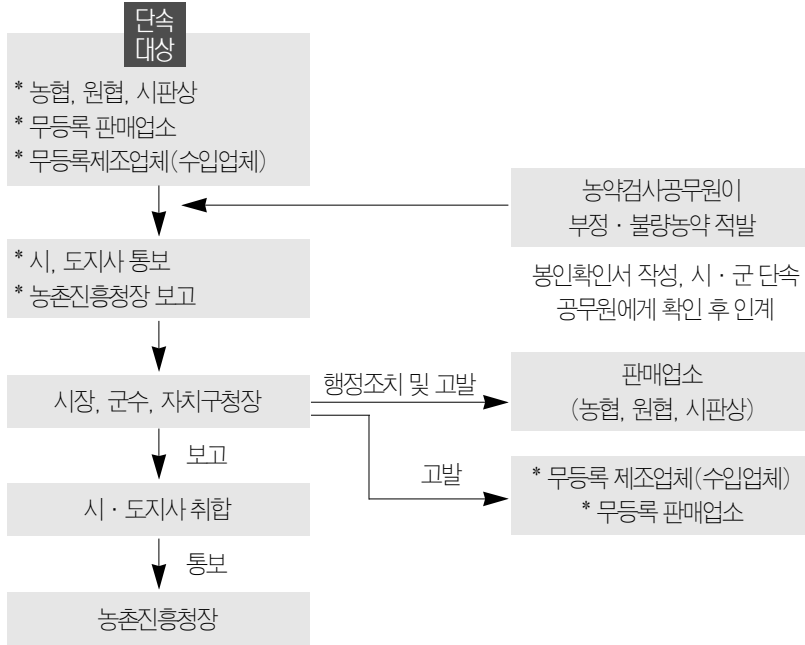 단속
대상
* 농협, 원협, 시판상
* 무등록 판매업소
* 무등록제조업체(수입업체)
농약검사공무원이
부정 · 불량농약 적발
봉인확인서 작성, 시 · 군 단속
공무원에게 확인 후 인계
* 시, 도지사 통보
* 농촌진흥청장 보고
시장, 군수, 자치구청장
행정조치 및 고발
판매업소
(농협, 원협, 시판상)
보고
고발
* 무등록 제조업체(수입업체)
* 무등록 판매업소
시 · 도지사 취합
통보
농촌진흥청장